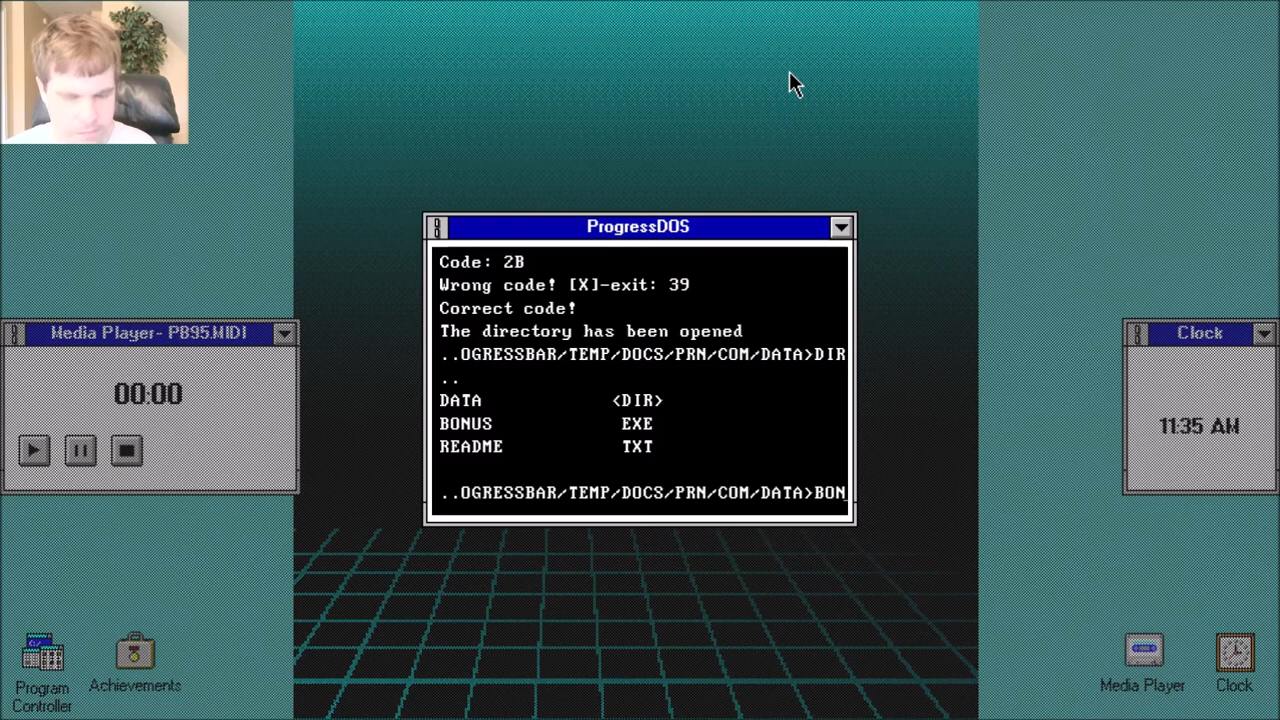 ProgressDOS
Code: 2B
Wrong code! [X]-exit: 39
Correct code!
The directory has been opened
..OGRESSBAR/TEMP/DOCS/PRN/COM/DATA>DIR
..
DATA <DIR>
BONUS EXE
README TXT
..OGRESSBAR/TEMP/DOCS/PRN/COM/DATA>BON_
Media Player- PB95.MIDI
00:00
Clock
11:35 AM
Program
Controller
Achievements
Media Player
Clock